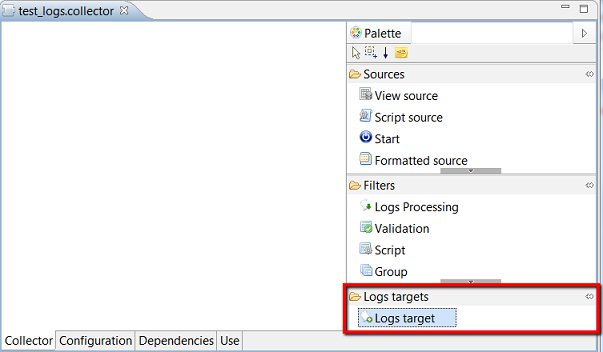 test_logs.collector
Palette
Sources
View source
Script source
Start
Formatted source
Filters
Logs Processing
Validation
Script
Group
Logs targets
Logs target
Collector Configuration Dependencies Use